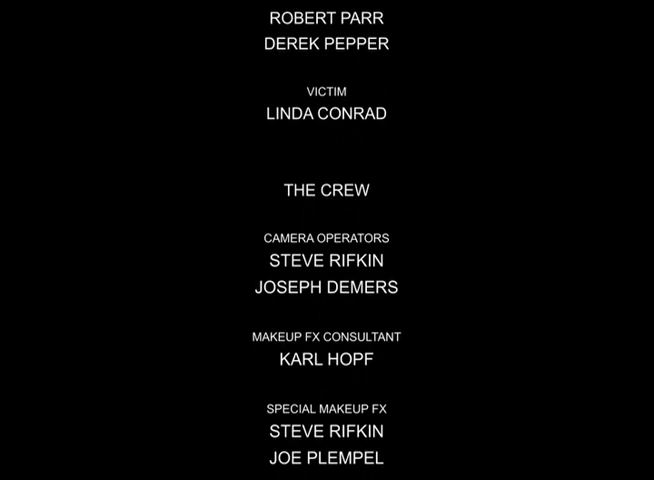 ROBERT PARR
DEREK PEPPER
VICTIM
LINDA CONRAD
THE CREW
CAMERA OPERATORS
STEVE RIFKIN
JOSEPH DEMERS
MAKEUP FX CONSULTANT
KARL HOPF
SPECIAL MAKEUP FX
STEVE RIFKIN
JOE PLEMPEL